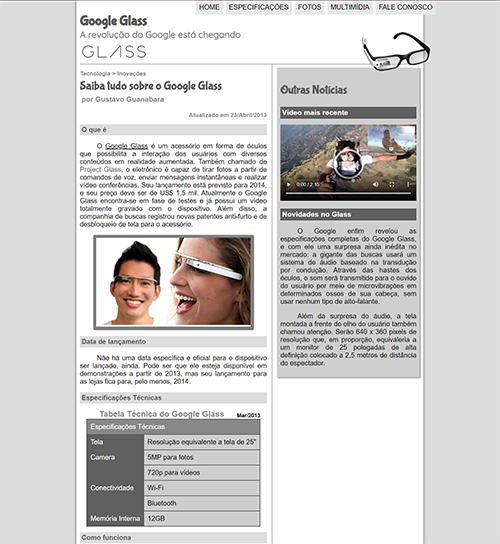 HOME ESPECIFICAÇÕES FOTOS MULTIMÍDIA FALE CONOSCO
Google Glass
A revolução do Google está chegando
GLASS
Tecnologia > Inovações
Saiba tudo sobre o Google Glass
por Gustavo Guanabara
Atualizado em 23/Abril/2013
O que é
O Google Glass é um acessório em forma de óculos
que possibilita a interação dos usuários com diversos
conteúdos em realidade aumentada. Também chamado de
Project Glass, o eletrônico é capaz de tirar fotos a partir de
comandos de voz, enviar mensagens instantâneas e realizar
vídeo conferências. Seu lançamento está previsto para 2014,
e seu preço deve ser de US$ 1,5 mil. Atualmente o Google
Glass encontra-se em fase de testes e já possui um vídeo
totalmente gravado com o dispositivo. Além disso, a
companhia de buscas registrou novas patentes anti-furto e de
desbloqueio de tela para o acessório.
Data de lançamento
Não há uma data específica e oficial para o dispositivo
ser lançado, ainda. Pode ser que ele esteja disponível em
demonstrações a partir de 2013, mas seu lançamento para
as lojas fica para, pelo menos, 2014.
Especificações Técnicas
Tabela Técnica do Google Glass Mar/2013
Especificações Técnicas
Tela Resolução equivalente a tela de 25"
Camera 5MP para fotos
720p para vídeos
Conectividade Wi-Fi
Bluetooth
Memória Interna 12GB
Como funciona
Outras Notícias
Vídeo mais recente
0:00 / 2:15
Novidades no Glass
O Google enfim revelou as
especificações completas do Google Glass,
e com ele uma surpresa ainda inédita no
mercado: a gigante das buscas usará um
sistema de áudio baseado na transdução
por condução. Através das hastes dos
óculos, o som será transmitido para o ouvido
do usuário por meio de microvibrações em
determinados ossos de sua cabeça, sem
usar nenhum tipo de alto-falante.
Além da surpresa do áudio, a tela
montada a frente do olho do usuário também
chamou atenção. Serão 640 x 360 pixels de
resolução que, em proporção, equivaleria a
um monitor de 25 polegadas de alta
definição colocado a 2,5 metros de distância
do espectador.